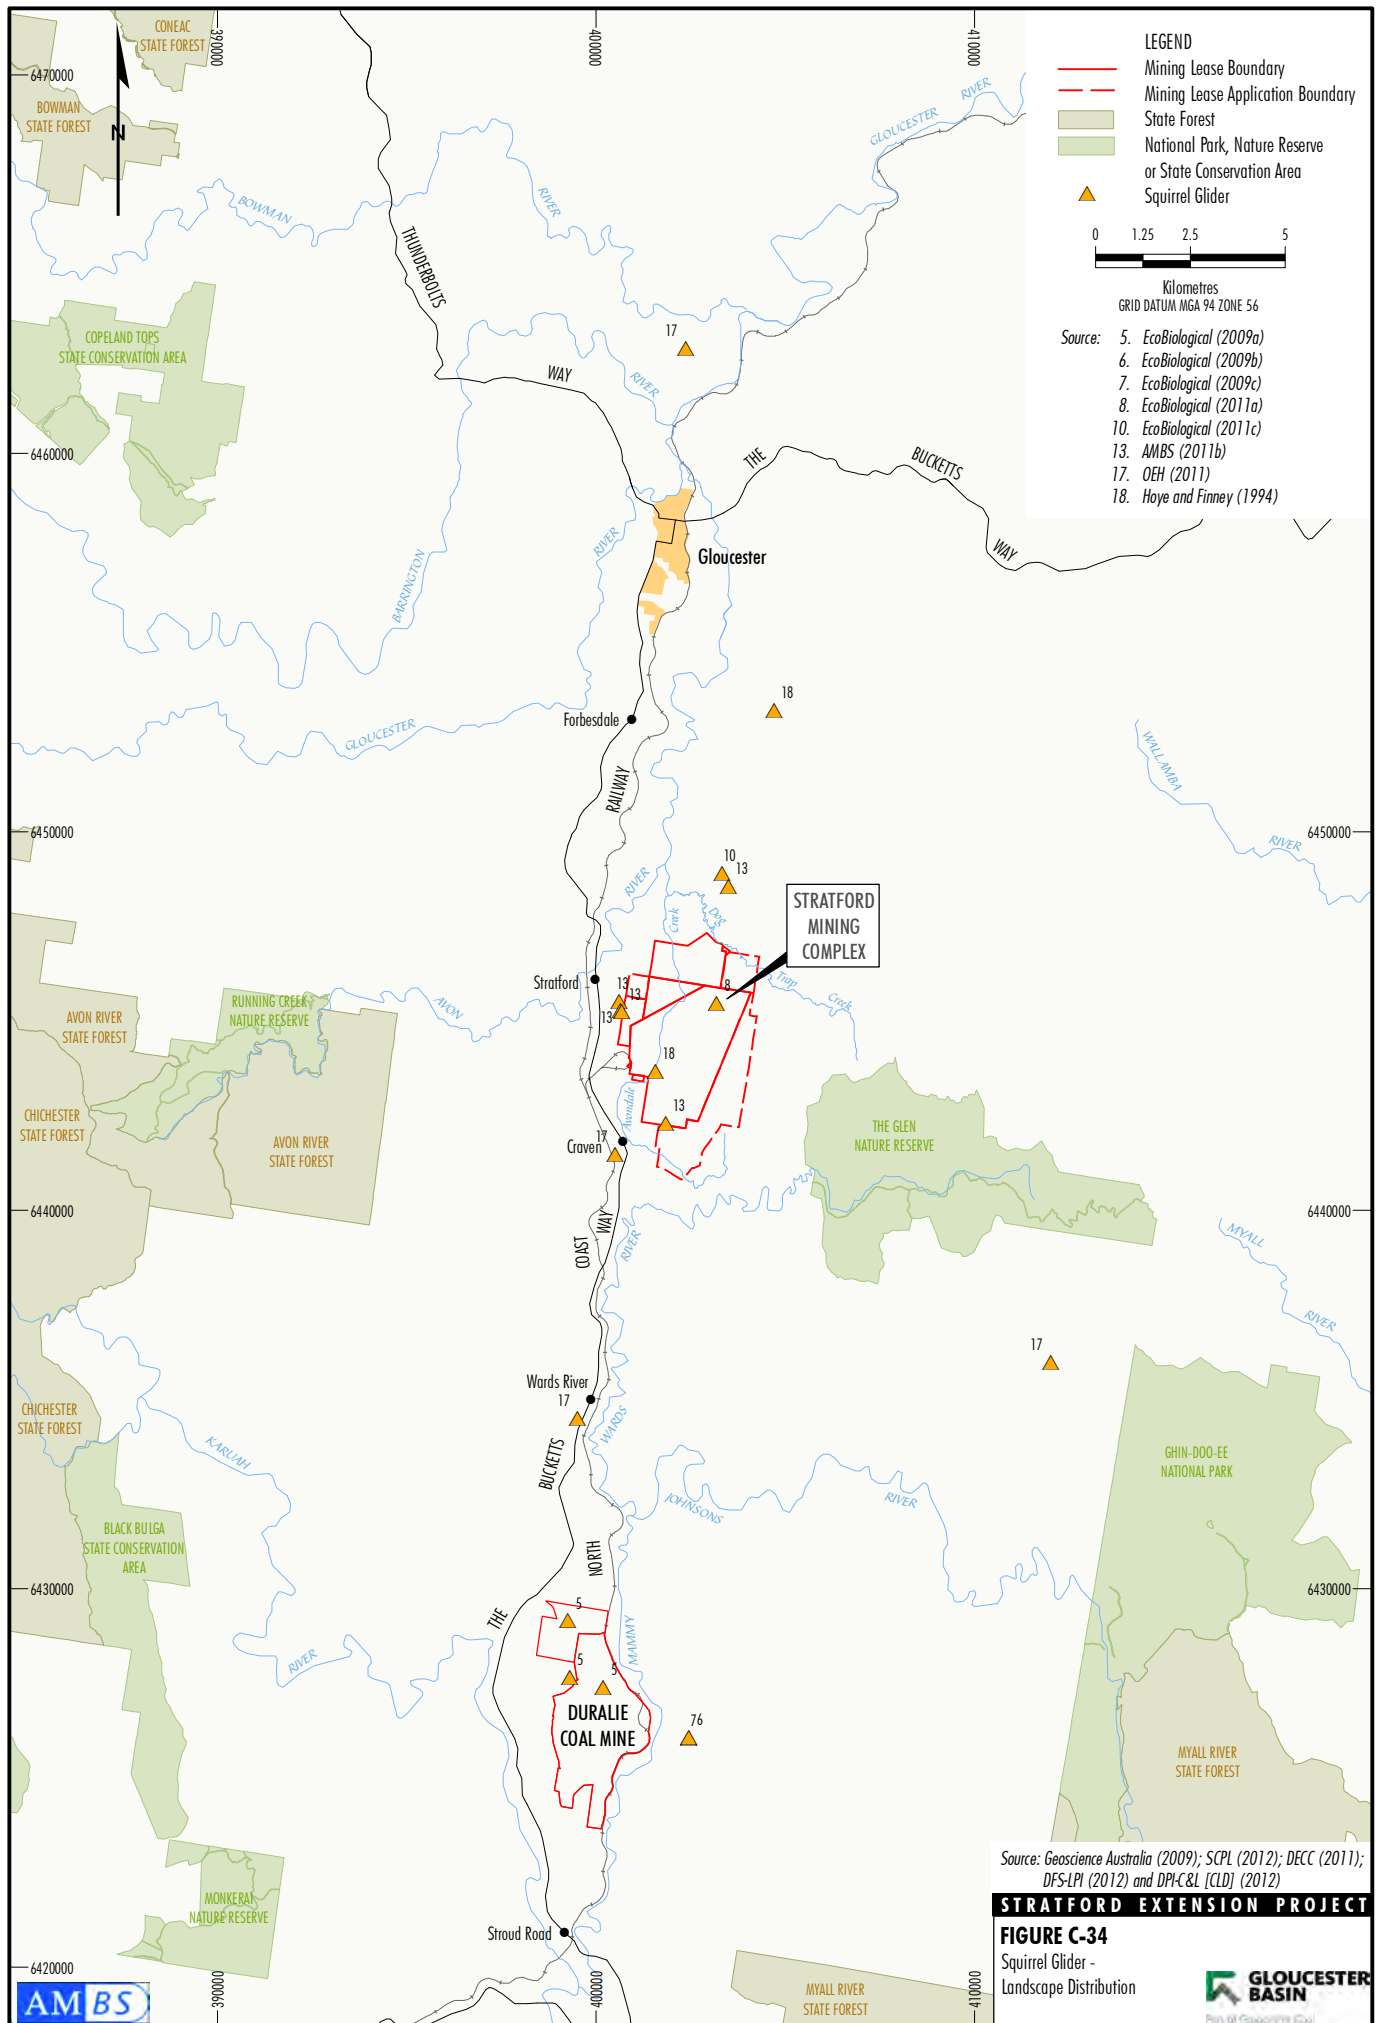 CONEAC
STATE FOREST
390000
400000
410000
6470000
BOWMAN
STATE FOREST
N
LEGEND
Mining Lease Boundary
Mining Lease Application Boundary
State Forest
National Park, Nature Reserve
or State Conservation Area
Squirrel Glider
0 1.25 2.5 5
Kilometres
GRID DATUM MGA 94 ZONE 56
Source: 5. EcoBiological (2009a)
6. EcoBiological (2009b)
7. EcoBiological (2009c)
8. EcoBiological (2011a)
10. EcoBiological (2011c)
13. AMBS (2011b)
17. OEH (2011)
18. Hoye and Finney (1994)
GLOUCESTER
RIVER
BOWMAN
RIVER
THUNDERBOLTS
WAY
COPELAND TOPS
STATE CONSERVATION AREA
17
RIVER
6460000
THE
BUCKETTS
WAY
RIVER
Gloucester
BARRINGTON
18
Forbesdale
GLOUCESTER
RAILWAY
WALLAMBA
RIVER
6450000
6450000
10
13
RIVER
Creek
Dog
Trap
Creek
STRATFORD
MINING
COMPLEX
Stratford
13
13
13
8
AVON
RUNNING CREEK
NATURE RESERVE
AVON RIVER
STATE FOREST
18
13
Avondale
CHICHESTER
STATE FOREST
AVON RIVER
STATE FOREST
17
Craven
THE GLEN
NATURE RESERVE
6440000
6440000
COAST
WAY
RIVER
MYALL
RIVER
17
Wards River
17
WARDS
CHICHESTER
STATE FOREST
KARUAH
BUCKETTS
JOHNSONS
RIVER
GHIN-DOO-EE
NATIONAL PARK
BLACK BULGA
STATE CONSERVATION
AREA
NORTH
6430000
6430000
THE
5
5
5
MAMMY
RIVER
DURALIE
COAL MINE
76
MYALL RIVER
STATE FOREST
MONKERAI
NATURE RESERVE
Stroud Road
6420000
390000
400000
410000
MYALL RIVER
STATE FOREST
AMBS
Source: Geoscience Australia (2009); SCPL (2012); DECC (2011);
DFS-LPI (2012) and DPI-C&L [CLD] (2012)
STRATFORD EXTENSION PROJECT
FIGURE C-34
Squirrel Glider -
Landscape Distribution
GLOUCESTER
BASIN